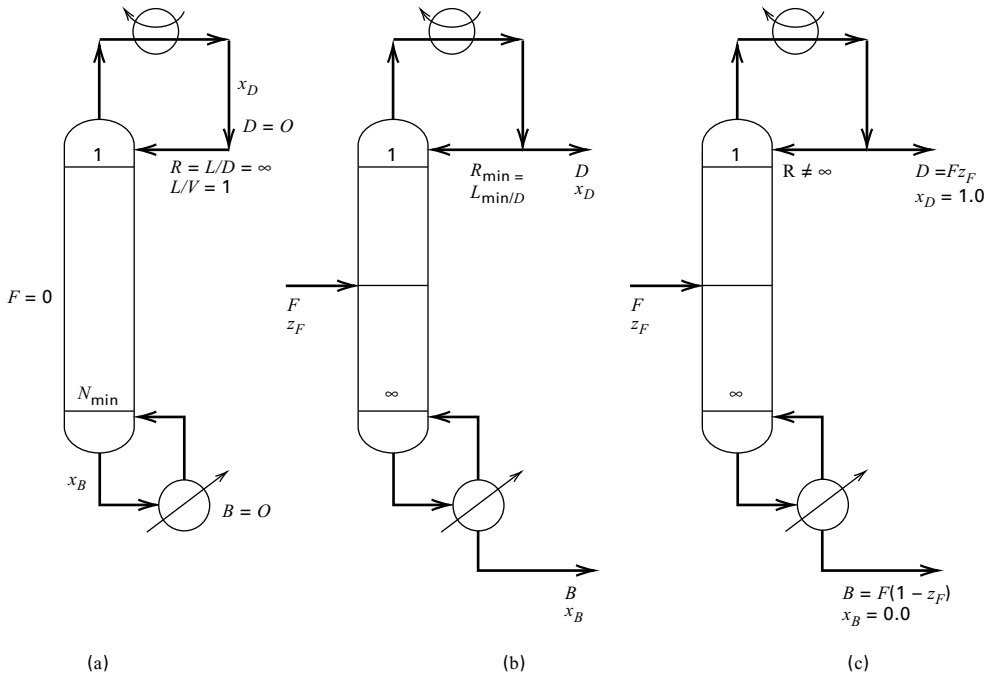 x_D
D = O
1
R = L/D = ∞
L/V = 1
F = 0
N_min
x_B
B = O
(a)
1
R_min =
L_min/D
D
x_D
F
z_F
∞
B
x_B
(b)
1
R ≠ ∞
D =Fz_F
x_D = 1.0
F
z_F
∞
B = F(1 − z_F)
x_B = 0.0
(c)